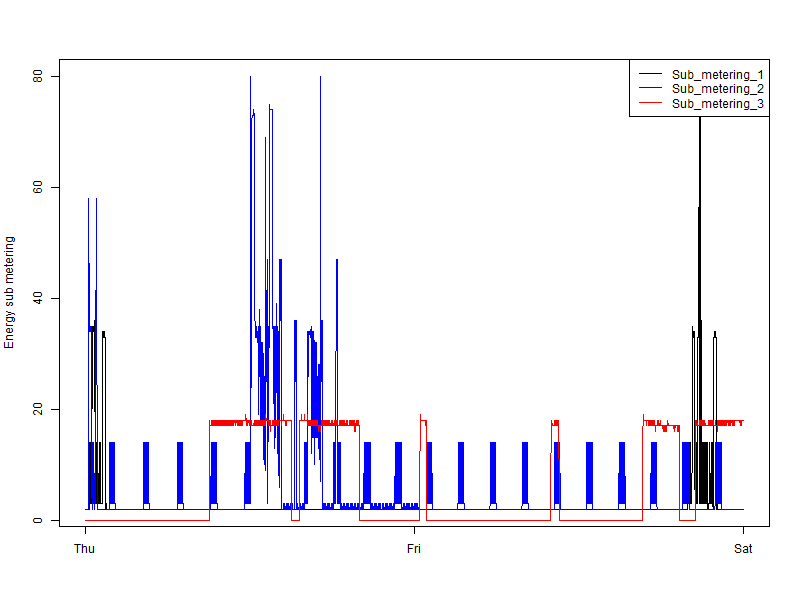 Sub_metering_1
Sub_metering_2
Sub_metering_3
Energy sub metering
80
60
40
20
0
Thu Fri Sat